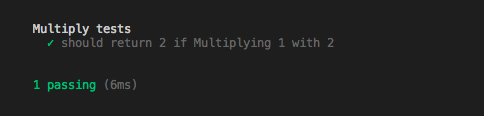 Multiply tests
✓ should return 2 if Multiplying 1 with 2
1 passing (6ms)